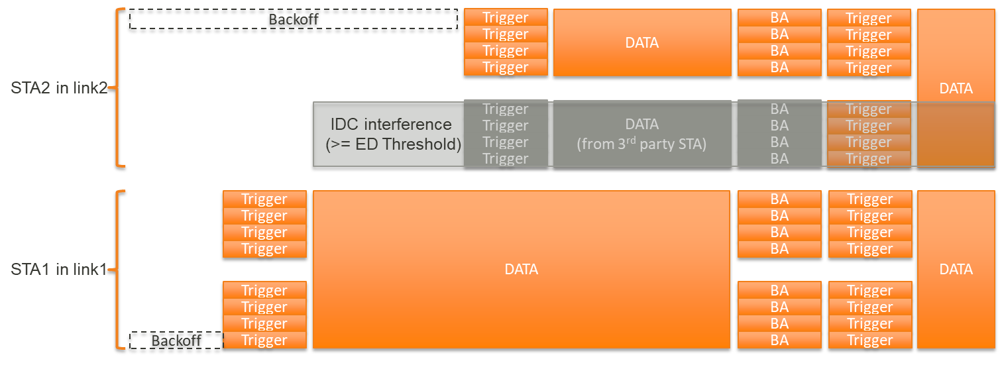 Backoff
Trigger
Trigger
Trigger
Trigger
DATA
BA
BA
BA
BA
Trigger
Trigger
Trigger
Trigger
STA2 in link2
DATA
IDC interference
(>= ED Threshold)
Trigger
Trigger
Trigger
Trigger
DATA
(from 3rd party STA)
BA
BA
BA
BA
Trigger
Trigger
Trigger
Trigger
Trigger
Trigger
Trigger
Trigger
BA
BA
BA
BA
Trigger
Trigger
Trigger
Trigger
STA1 in link1
DATA
DATA
Trigger
Trigger
Trigger
Trigger
BA
BA
BA
BA
Trigger
Trigger
Trigger
Trigger
Backoff